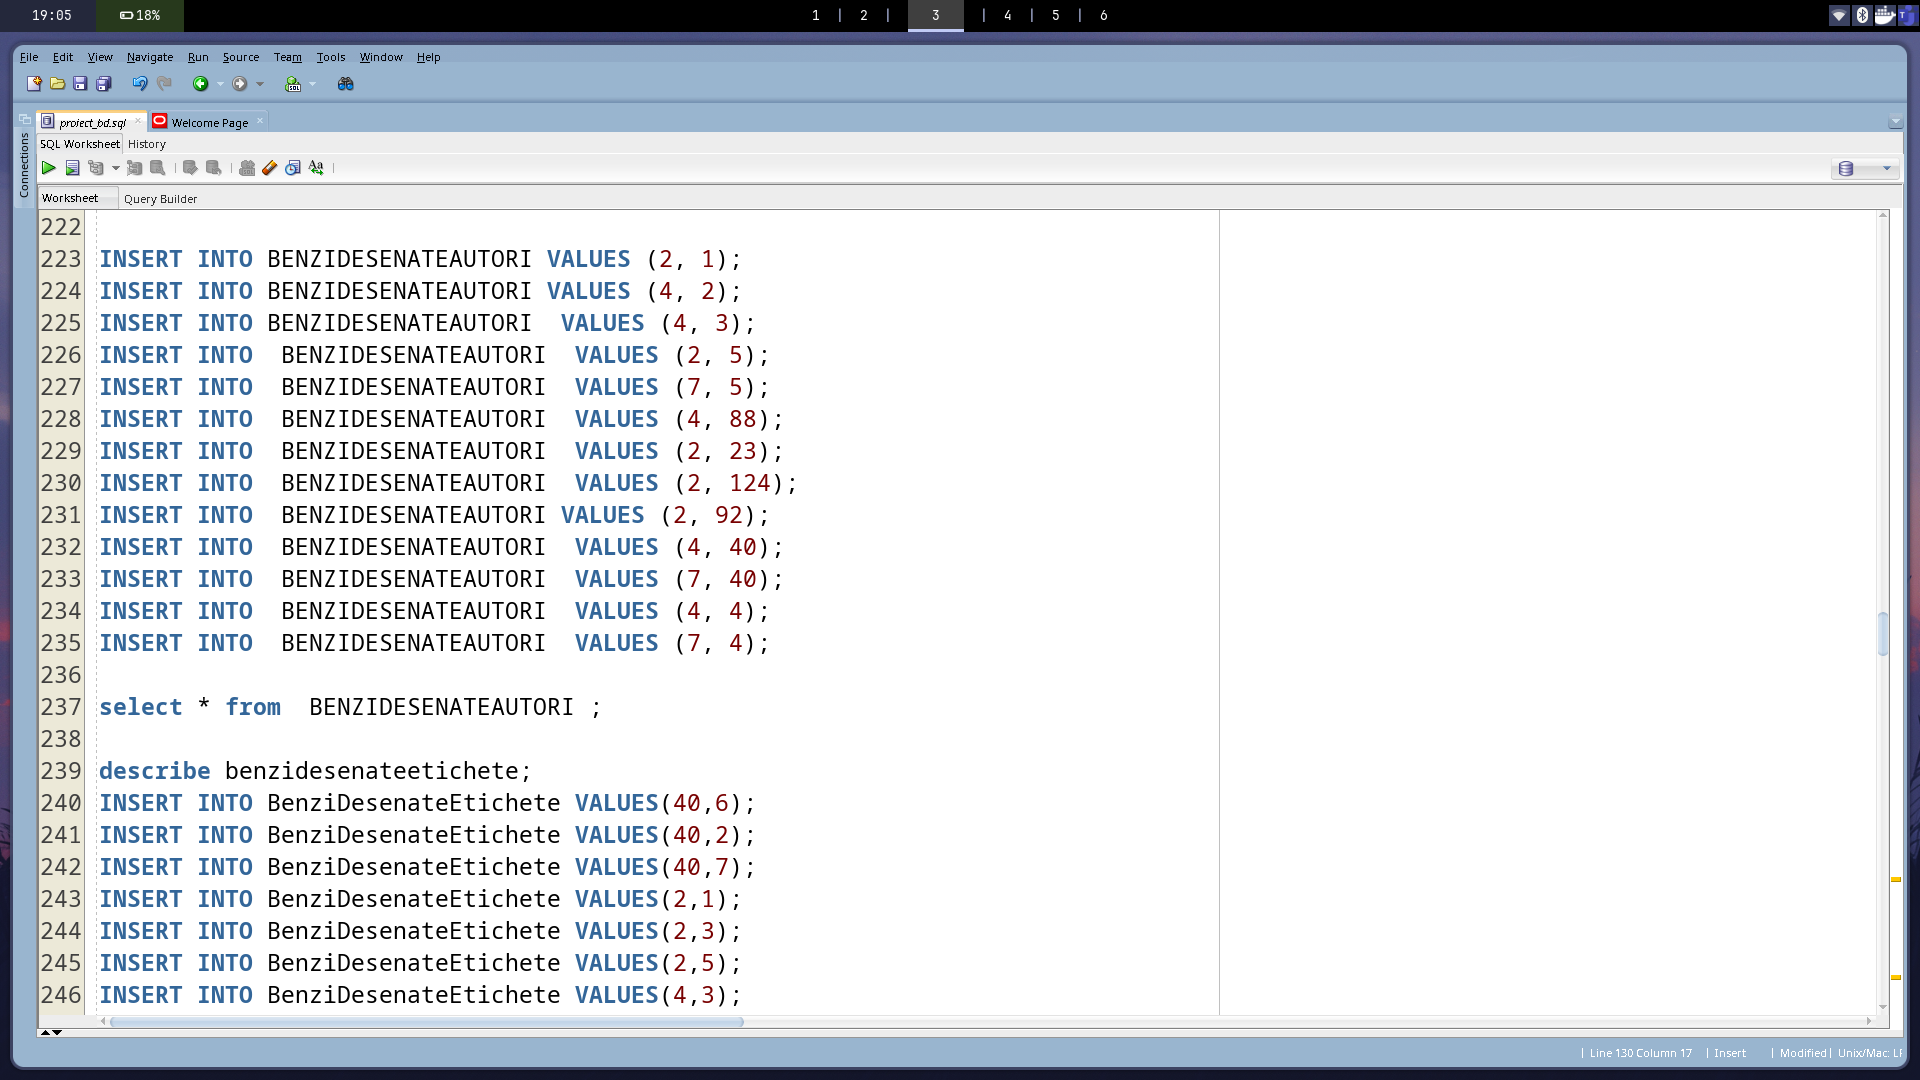 19:05 18% 1 | 2 | 3 | 4 | 5 | 6
File Edit View Navigate Run Source Team Tools Window Help
proiect_bd.sql Welcome Page
Connections
SQL Worksheet History
Worksheet Query Builder
222
223 INSERT INTO BENZIDESENATEAUTORI VALUES (2, 1);
224 INSERT INTO BENZIDESENATEAUTORI VALUES (4, 2);
225 INSERT INTO BENZIDESENATEAUTORI  VALUES (4, 3);
226 INSERT INTO  BENZIDESENATEAUTORI  VALUES (2, 5);
227 INSERT INTO  BENZIDESENATEAUTORI  VALUES (7, 5);
228 INSERT INTO  BENZIDESENATEAUTORI  VALUES (4, 88);
229 INSERT INTO  BENZIDESENATEAUTORI  VALUES (2, 23);
230 INSERT INTO  BENZIDESENATEAUTORI  VALUES (2, 124);
231 INSERT INTO  BENZIDESENATEAUTORI VALUES (2, 92);
232 INSERT INTO  BENZIDESENATEAUTORI  VALUES (4, 40);
233 INSERT INTO  BENZIDESENATEAUTORI  VALUES (7, 40);
234 INSERT INTO  BENZIDESENATEAUTORI  VALUES (4, 4);
235 INSERT INTO  BENZIDESENATEAUTORI  VALUES (7, 4);
236
237 select * from  BENZIDESENATEAUTORI ;
238
239 describe benzidesenateetichete;
240 INSERT INTO BenziDesenateEtichete VALUES(40,6);
241 INSERT INTO BenziDesenateEtichete VALUES(40,2);
242 INSERT INTO BenziDesenateEtichete VALUES(40,7);
243 INSERT INTO BenziDesenateEtichete VALUES(2,1);
244 INSERT INTO BenziDesenateEtichete VALUES(2,3);
245 INSERT INTO BenziDesenateEtichete VALUES(2,5);
246 INSERT INTO BenziDesenateEtichete VALUES(4,3);
| Line 130 Column 17 | Insert | Modified | Unix/Mac: LF